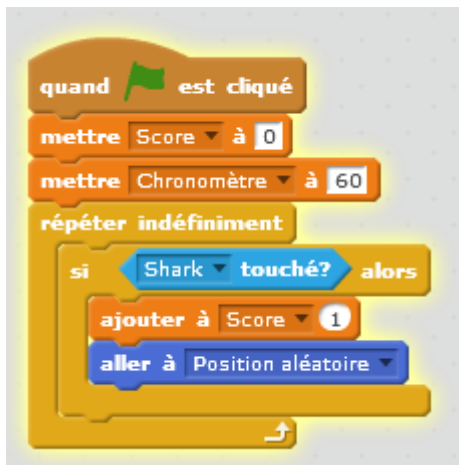 quand est cliqué
mettre Score à 0
mettre Chronomètre à 60
répéter indéfiniment
si Shark touché? alors
ajouter à Score 1
aller à Position aléatoire